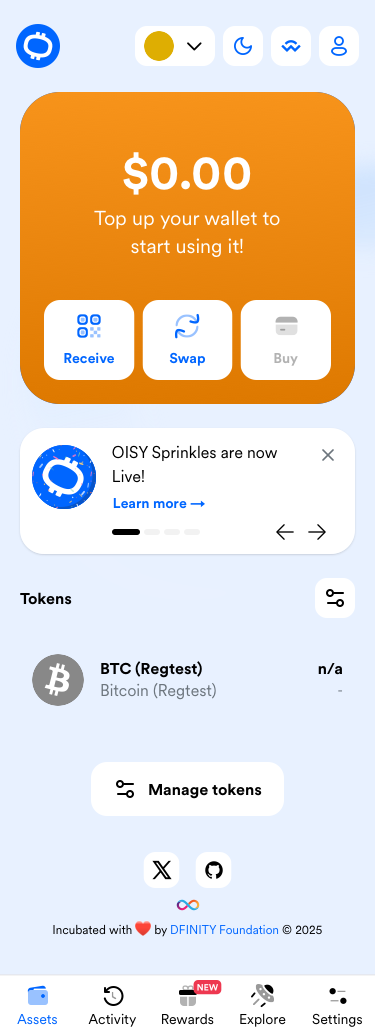 $0.00
Top up your wallet to
start using it!
Receive
Swap
Buy
OISY Sprinkles are now
Live!
Learn more →
Tokens
BTC (Regtest)
n/a
Bitcoin (Regtest)
-
Manage tokens
Incubated with ❤️ by DFINITY Foundation © 2025
NEW
Assets
Activity
Rewards
Explore
Settings